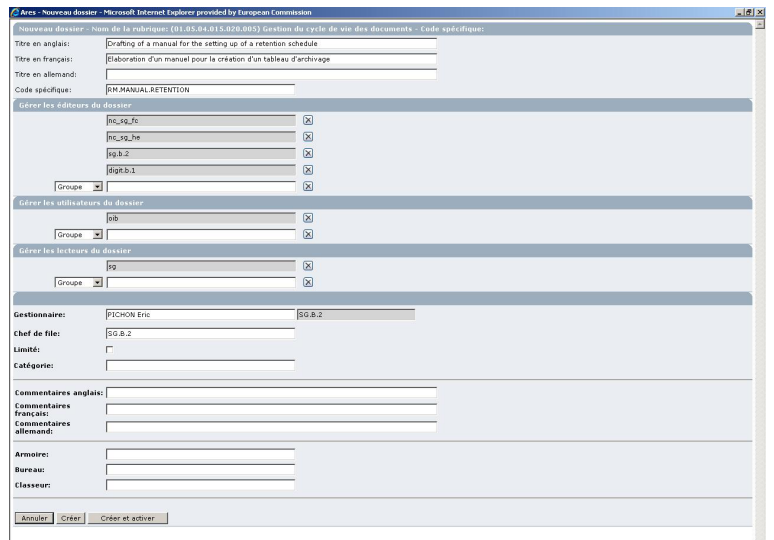 Ares - Nouveau dossier - Microsoft Internet Explorer provided by European Commission
Nouveau dossier - Nom de la rubrique: (01.05.04.015.020.005) Gestion du cycle de vie des documents - Code spécifique:
Titre en anglais: Drafting of a manual for the setting up of a retention schedule
Titre en français: Elaboration d'un manuel pour la création d'un tableau d'archivage
Titre en allemand:
Code spécifique: RM.MANUAL.RETENTION
Gérer les éditeurs du dossier
nc_sg_fc
nc_sg_he
sg.b.2
digit.b.1
Groupe
Gérer les utilisateurs du dossier
oib
Groupe
Gérer les lecteurs du dossier
sg
Groupe
Gestionnaire: PICHON Eric SG.B.2
Chef de file: SG.B.2
Limité:
Catégorie:
Commentaires anglais:
Commentaires
français:
Commentaires
allemand:
Armoire:
Bureau:
Classeur:
Annuler Créer Créer et activer